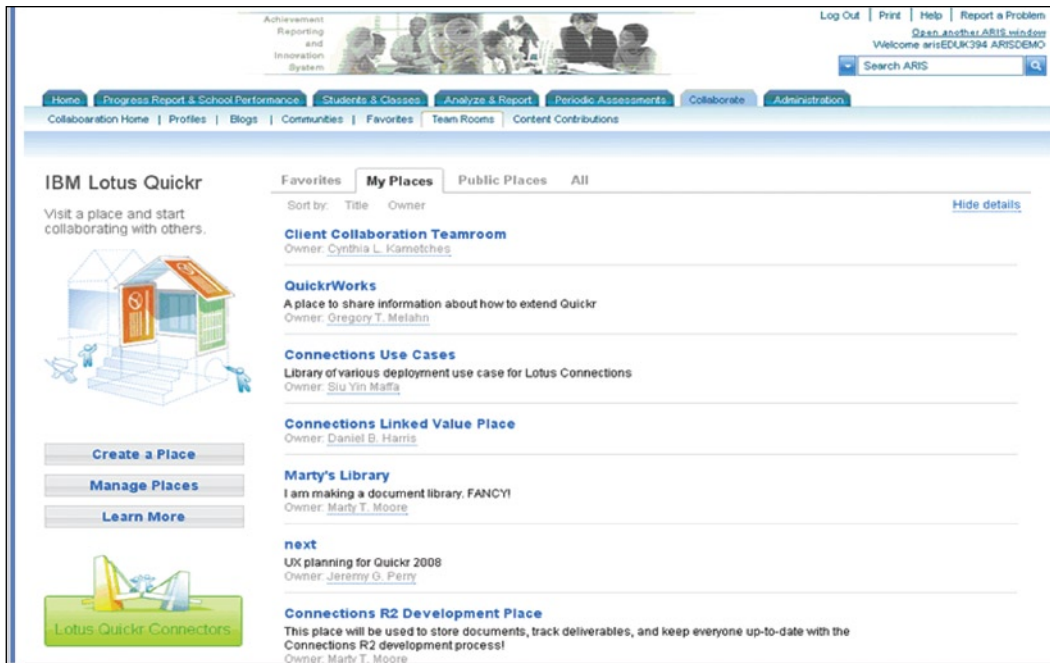 Achievement
Reporting
and
Innovation
System
Log Out | Print | Help | Report a Problem
Open another ARIS window
Welcome arisEDUK394 ARISDEMO
Search ARIS
Home
Progress Report & School Performance
Students & Classes
Analyze & Report
Periodic Assessments
Collaborate
Administration
Collaboaration Home | Profiles | Blogs | Communities | Favorites | Team Rooms Content Contributions
IBM Lotus Quickr
Visit a place and start
collaborating with others.
Create a Place
Manage Places
Learn More
Lotus Quickr Connectors
Favorites My Places Public Places All
Sort by: Title Owner
Hide details
Client Collaboration Teamroom
Owner: Cynthia L. Karnetches
QuickrWorks
A place to share information about how to extend Quickr
Owner: Gregory T. Melahn
Connections Use Cases
Library of various deployment use case for Lotus Connections
Owner: Siu Yin Maffa
Connections Linked Value Place
Owner: Daniel B. Harris
Marty's Library
I am making a document library. FANCY!
Owner: Marty T. Moore
next
UX planning for Quickr 2008
Owner: Jeremy G. Perry
Connections R2 Development Place
This place will be used to store documents, track deliverables, and keep everyone up-to-date with the
Connections R2 development process!
Owner: Marty T. Moore